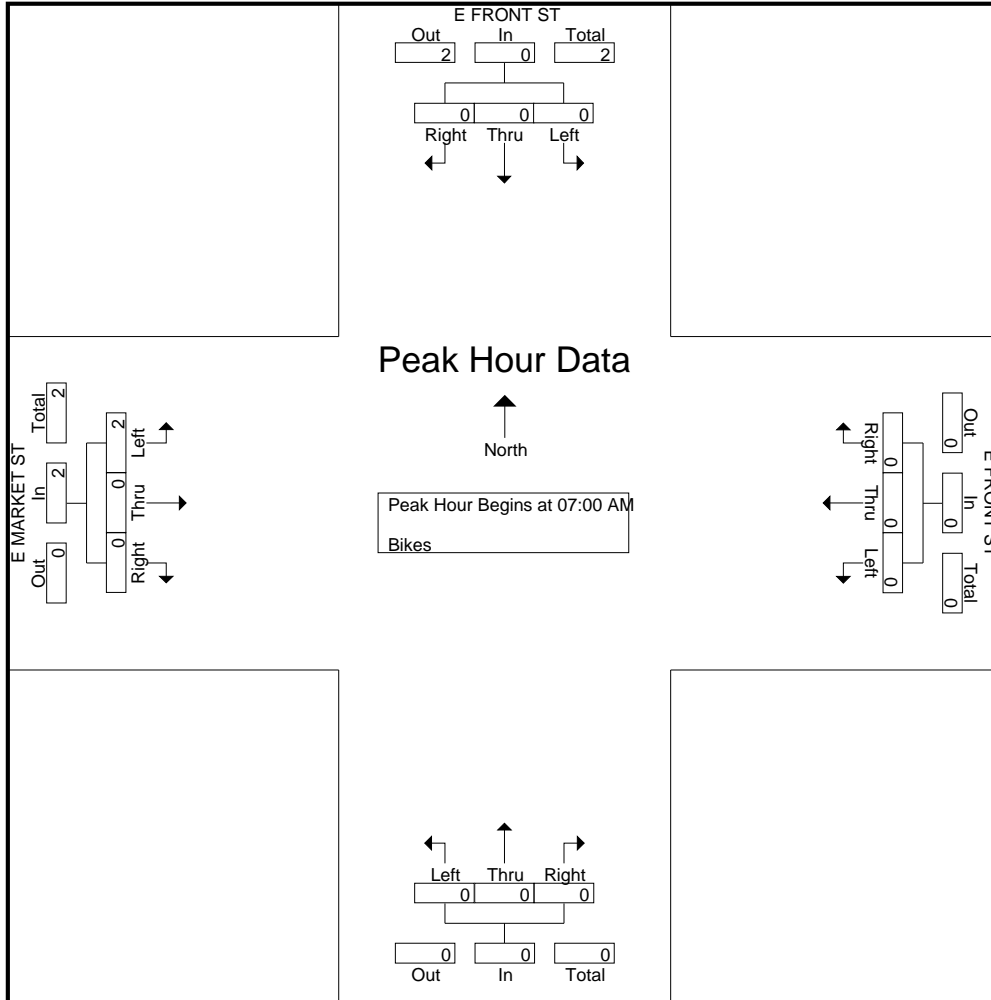 E FRONT ST
Out In Total
2 0 2
0 0 0
Right Thru Left
Peak Hour Data
North
Peak Hour Begins at 07:00 AM
Bikes
E MARKET ST
Out In Total
0 2 2
2 0 0
Left Thru Right
E FRONT ST
Out In Total
0 0 0
0 0 0
Right Thru Left
Left Thru Right
0 0 0
0 0 0
Out In Total